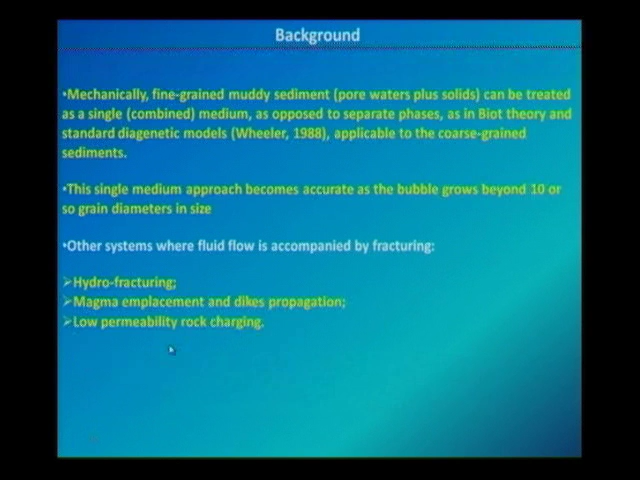 Background
•Mechanically, fine-grained muddy sediment (pore waters plus solids) can be treated
as a single (combined) medium, as opposed to separate phases, as in Biot theory and
standard diagenetic models (Wheeler, 1988), applicable to the coarse-grained
sediments.
•This single medium approach becomes accurate as the bubble grows beyond 10 or
so grain diameters in size
•Other systems where fluid flow is accompanied by fracturing:
➢Hydro-fracturing;
➢Magma emplacement and dikes propagation;
➢Low permeability rock charging.